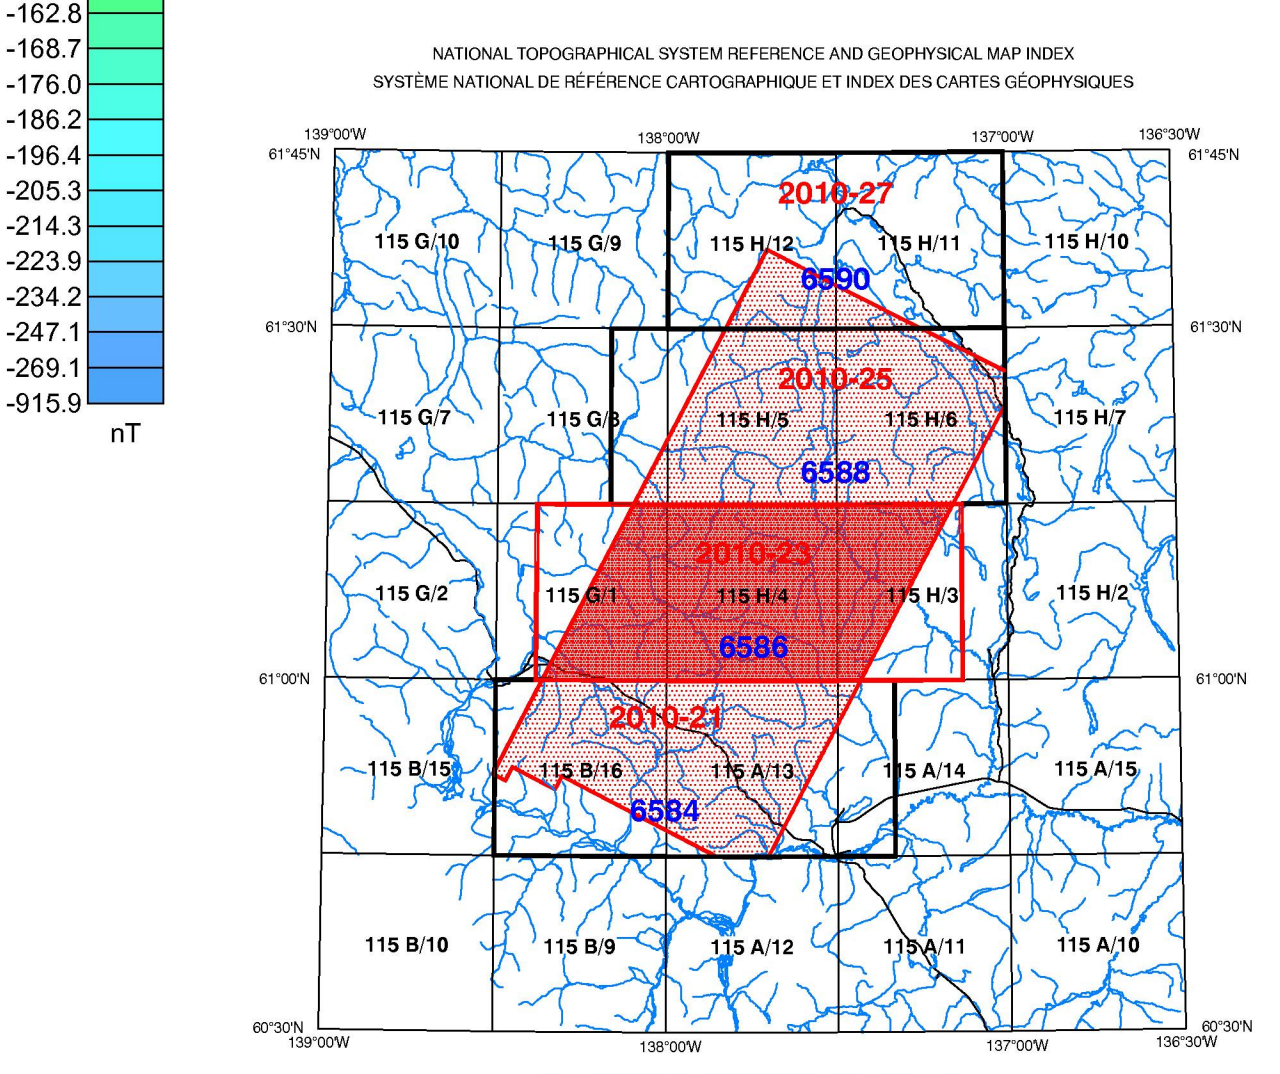 -162.8
-168.7
-176.0
-186.2
-196.4
-205.3
-214.3
-223.9
-234.2
-247.1
-269.1
-915.9
nT
NATIONAL TOPOGRAPHICAL SYSTEM REFERENCE AND GEOPHYSICAL MAP INDEX
SYSTÈME NATIONAL DE RÉFÉRENCE CARTOGRAPHIQUE ET INDEX DES CARTES GÉOPHYSIQUES
139°00'W 138°00'W 137°00'W 136°30'W
61°45'N 61°45'N
2010-27
115 G/10 115 G/9 115 H/12 115 H/11 115 H/10
6590
61°30'N 61°30'N
2010-25
115 G/7 115 G/8 115 H/5 115 H/6 115 H/7
6588
2010-23
115 G/2 115 G/1 115 H/4 115 H/3 115 H/2
6586
61°00'N 61°00'N
2010-21
115 B/15 115 B/16 115 A/13 115 A/14 115 A/15
6584
115 B/10 115 B/9 115 A/12 115 A/11 115 A/10
60°30'N 60°30'N
139°00'W 138°00'W 137°00'W 136°30'W